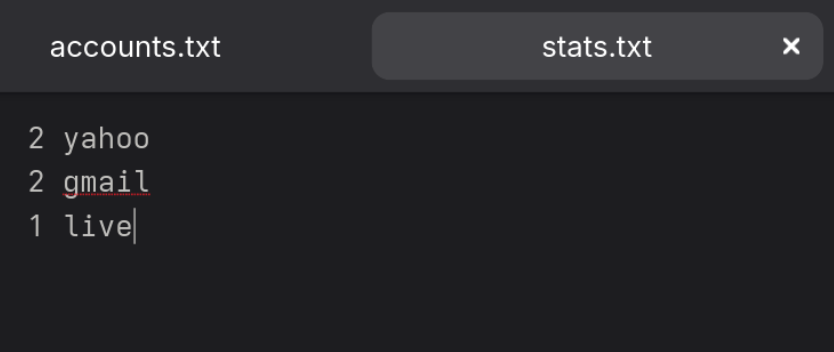 accounts.txt
stats.txt
2 yahoo
2 gmail
1 live